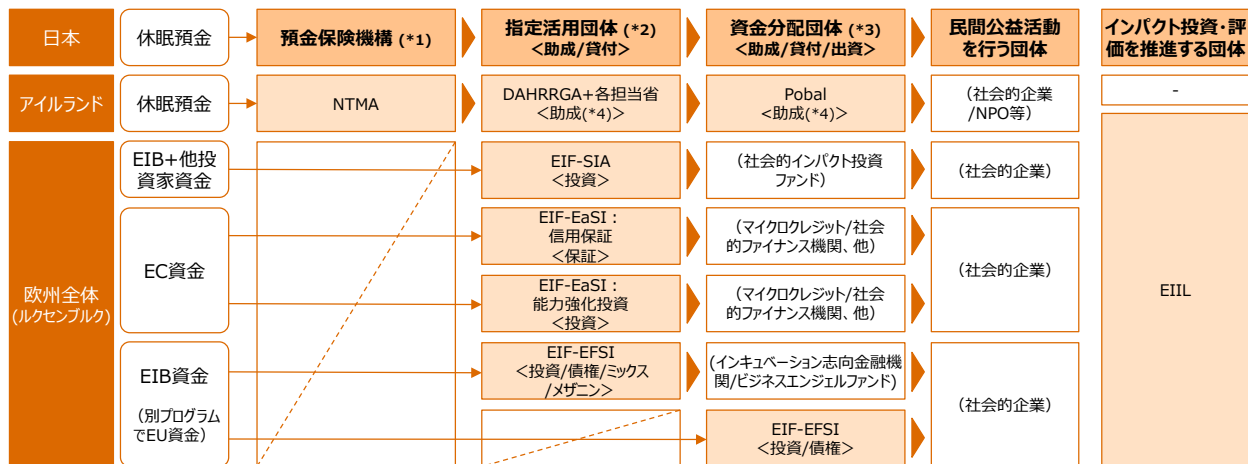 日本
休眠預金
預金保険機構 (*1)
指定活用団体 (*2)
<助成/貸付>
資金分配団体 (*3)
<助成/貸付/出資>
民間公益活動
を行う団体
インパクト投資・評
価を推進する団体
アイルランド
休眠預金
NTMA
DAHRRGA+各担当省
<助成(*4)>
Pobal
<助成(*4)>
（社会的企業
/NPO等）
-
欧州全体
(ルクセンブルク)
EIB+他投
資家資金
EIF-SIA
<投資>
（社会的インパクト投資
ファンド）
（社会的企業）
EIIL
EC資金
EIF-EaSI：
信用保証
<保証>
（マイクロクレジット/社会
的ファイナンス機関、他）
（社会的企業）
EIF-EaSI：
能力強化投資
<投資>
（マイクロクレジット/社会
的ファイナンス機関、他）
EIB資金
（別プログラム
でEU資金）
EIF-EFSI
<投資/債権/ミックス
/メザニン>
(インキュベーション志向金融機
関/ビジネスエンジェルファンド)
（社会的企業）
EIF-EFSI
<投資/債権>